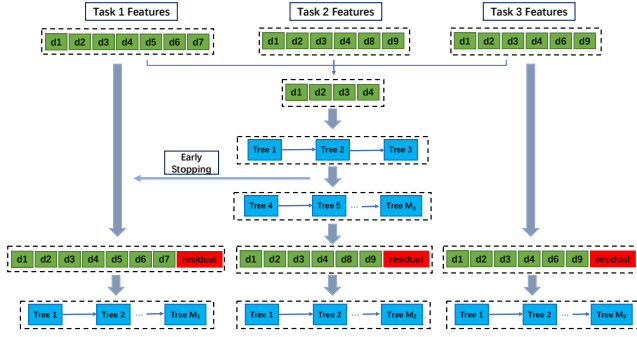 Task 1 Features Task 2 Features Task 3 Features
d1 d2 d3 d4 d5 d6 d7 d1 d2 d3 d4 d8 d9 d1 d2 d3 d4 d6 d9
d1 d2 d3 d4
Tree 1 Tree 2 Tree 3
Early
Stopping
Tree 4 Tree 5 ... Tree M₀
d1 d2 d3 d4 d5 d6 d7 residual d1 d2 d3 d4 d8 d9 residual d1 d2 d3 d4 d6 d9 residual
Tree 1 Tree 2 ... Tree M₁ Tree 1 Tree 2 ... Tree M₂ Tree 1 Tree 2 ... Tree M₃